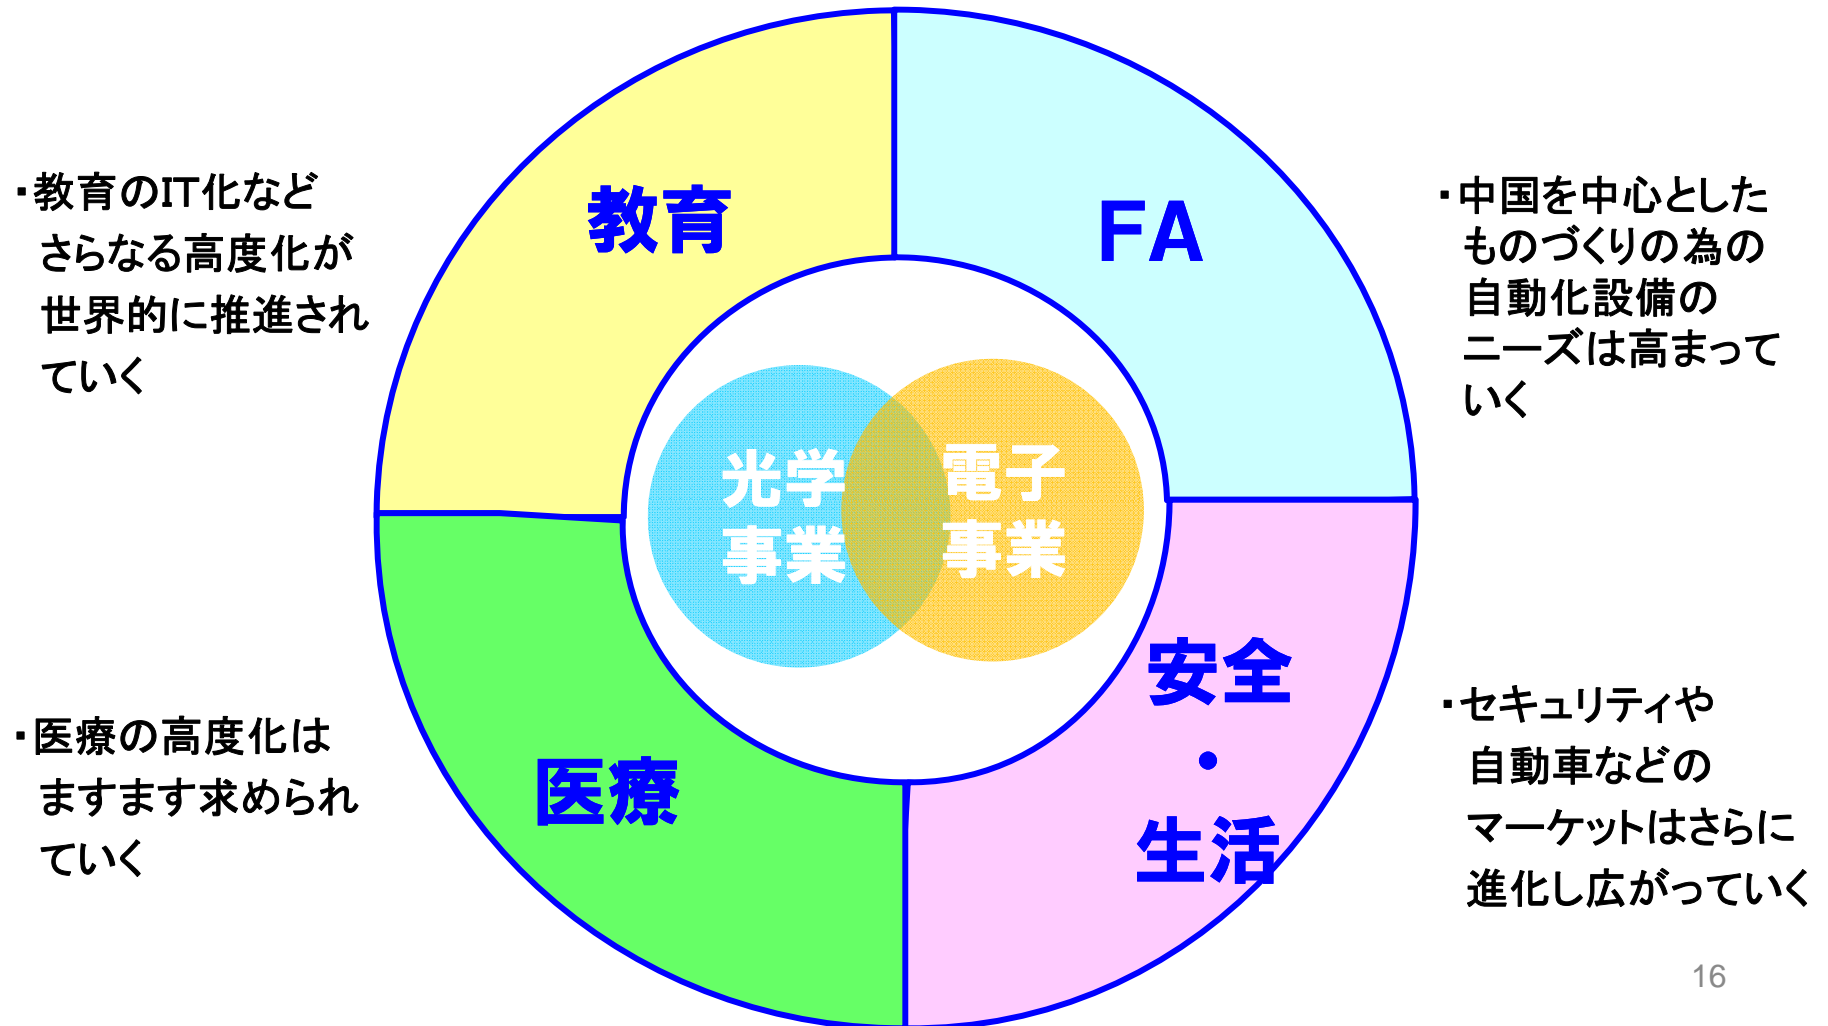 ・教育のIT化など
さらなる高度化が
世界的に推進され
ていく
教育
FA
・中国を中心とした
ものづくりの為の
自動化設備の
ニーズは高まって
いく
光学
事業
電子
事業
・医療の高度化は
ますます求められ
ていく
医療
安全
・
生活
・セキュリティや
自動車などの
マーケットはさらに
進化し広がっていく
16